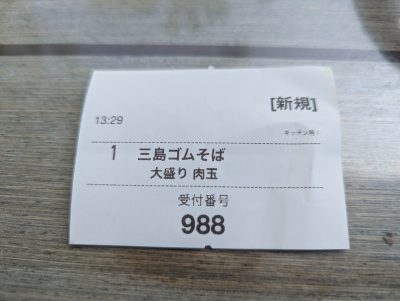 [新規]
13:29
キッチン用
1 三島ゴムそば
大盛り 肉玉
受付番号
988